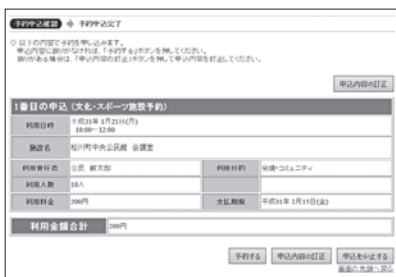 予約申込確認 ➡ 予約申込完了
○ 以下の内容で予約を申し込みます。
申込内容に誤りがなければ、「予約する」ボタンを押してください。
誤りがある場合は、「申込内容の訂正」ボタンを押して申込内容を訂正してください。
申込内容の訂正
1番目の申込 (文化・スポーツ施設予約)
利用日時 平成31年 1月21日(月)
10:00~12:00
施設名 松川町中央公民館 会議室
利用責任者 公民 館太郎 利用目的 会議・コミュニティ
利用人数 10人
利用料金 200円 支払期限 平成31年 2月15日(金)
利用金額合計 200円
予約する 申込内容の訂正 申込を中止する
画面の先頭へ戻る